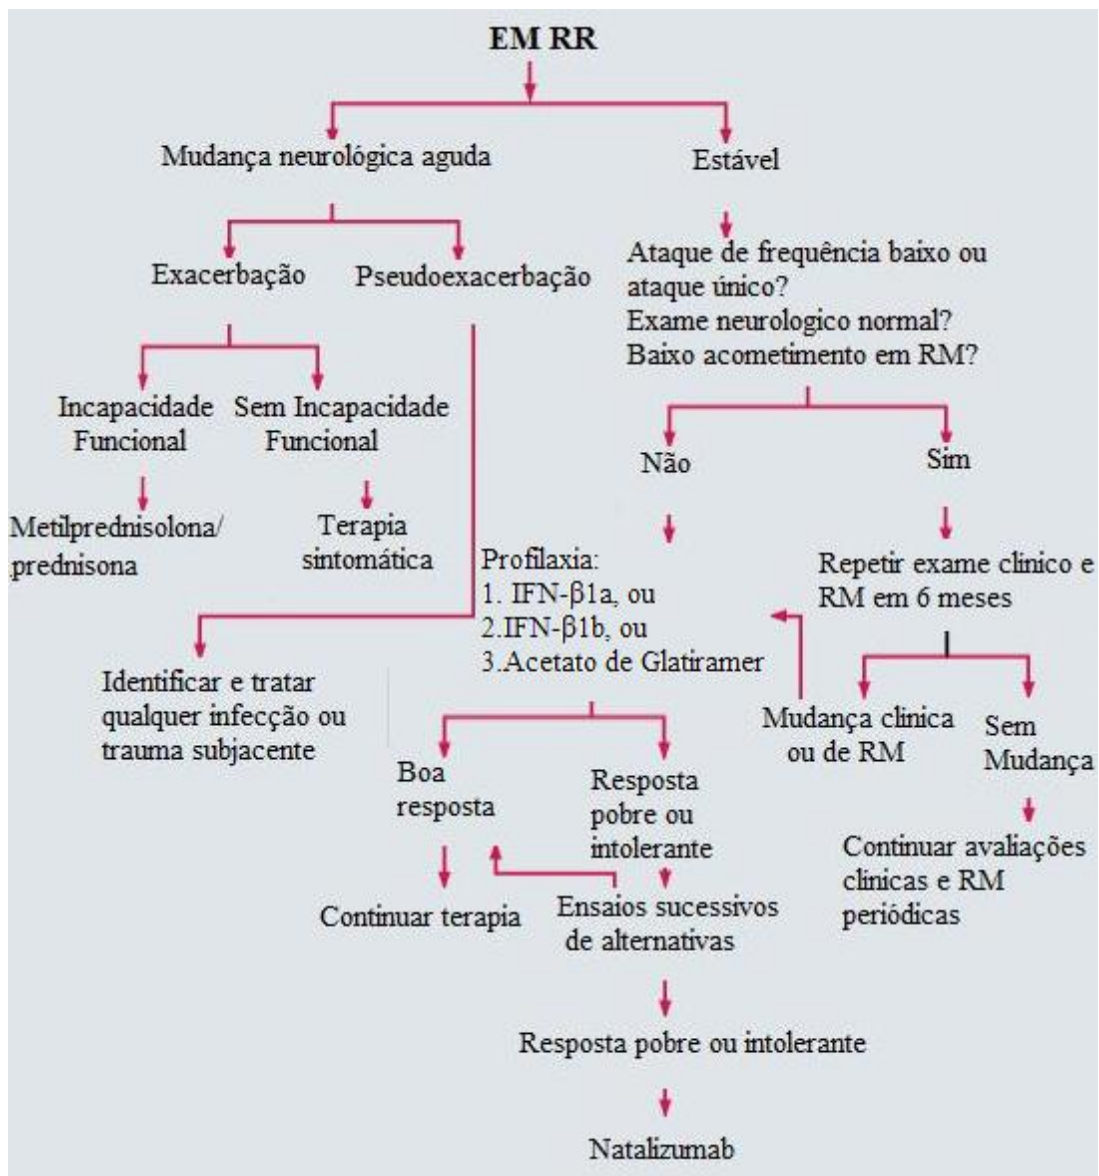 EM RR
Mudança neurológica aguda
Estável
Exacerbação
Pseudoexacerbação
Ataque de frequência baixo ou
ataque único?
Exame neurologico normal?
Baixo acometimento em RM?
Incapacidade
Funcional
Sem Incapacidade
Funcional
Não
Sim
Metilprednisolona/
.prednisona
Terapia
sintomática
Profilaxia:
1. IFN-β1a, ou
2.IFN-β1b, ou
3.Acetato de Glatiramer
Repetir exame clinico e
RM em 6 meses
Identificar e tratar
qualquer infecção ou
trauma subjacente
Mudança clinica
ou de RM
Sem
Mudança
Boa
resposta
Resposta
pobre ou
intolerante
Continuar avaliações
clinicas e RM
periódicas
Continuar terapia
Ensaios sucessivos
de alternativas
Resposta pobre ou intolerante
Natalizumab